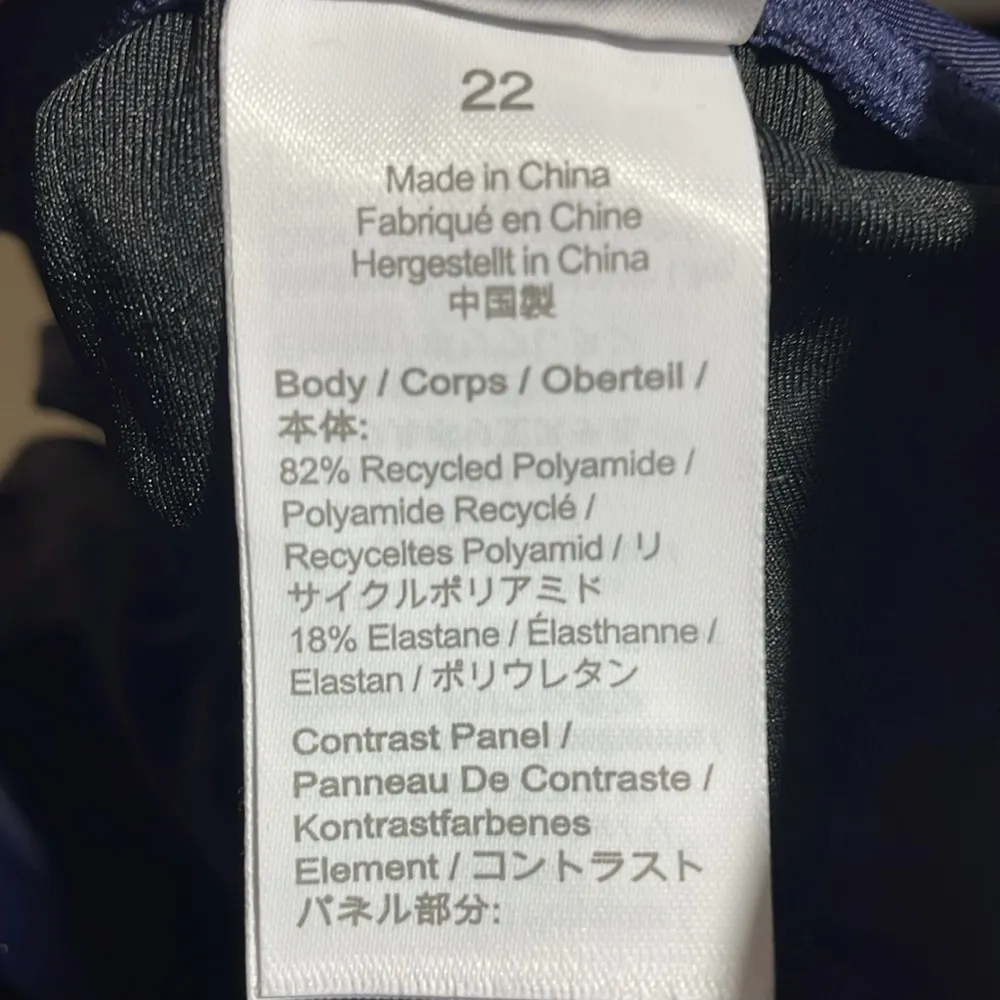 22
Made in China
Fabriqué en Chine
Hergestellt in China
中国製
Body / Corps / Oberteil /
本体:
82% Recycled Polyamide /
Polyamide Recyclé /
Recyceltes Polyamid / リ
サイクルポリアミド
18% Elastane / Élasthanne /
Elastan / ポリウレタン
Contrast Panel /
Panneau De Contraste /
Kontrastfarbenes
Element / コントラスト
パネル部分: